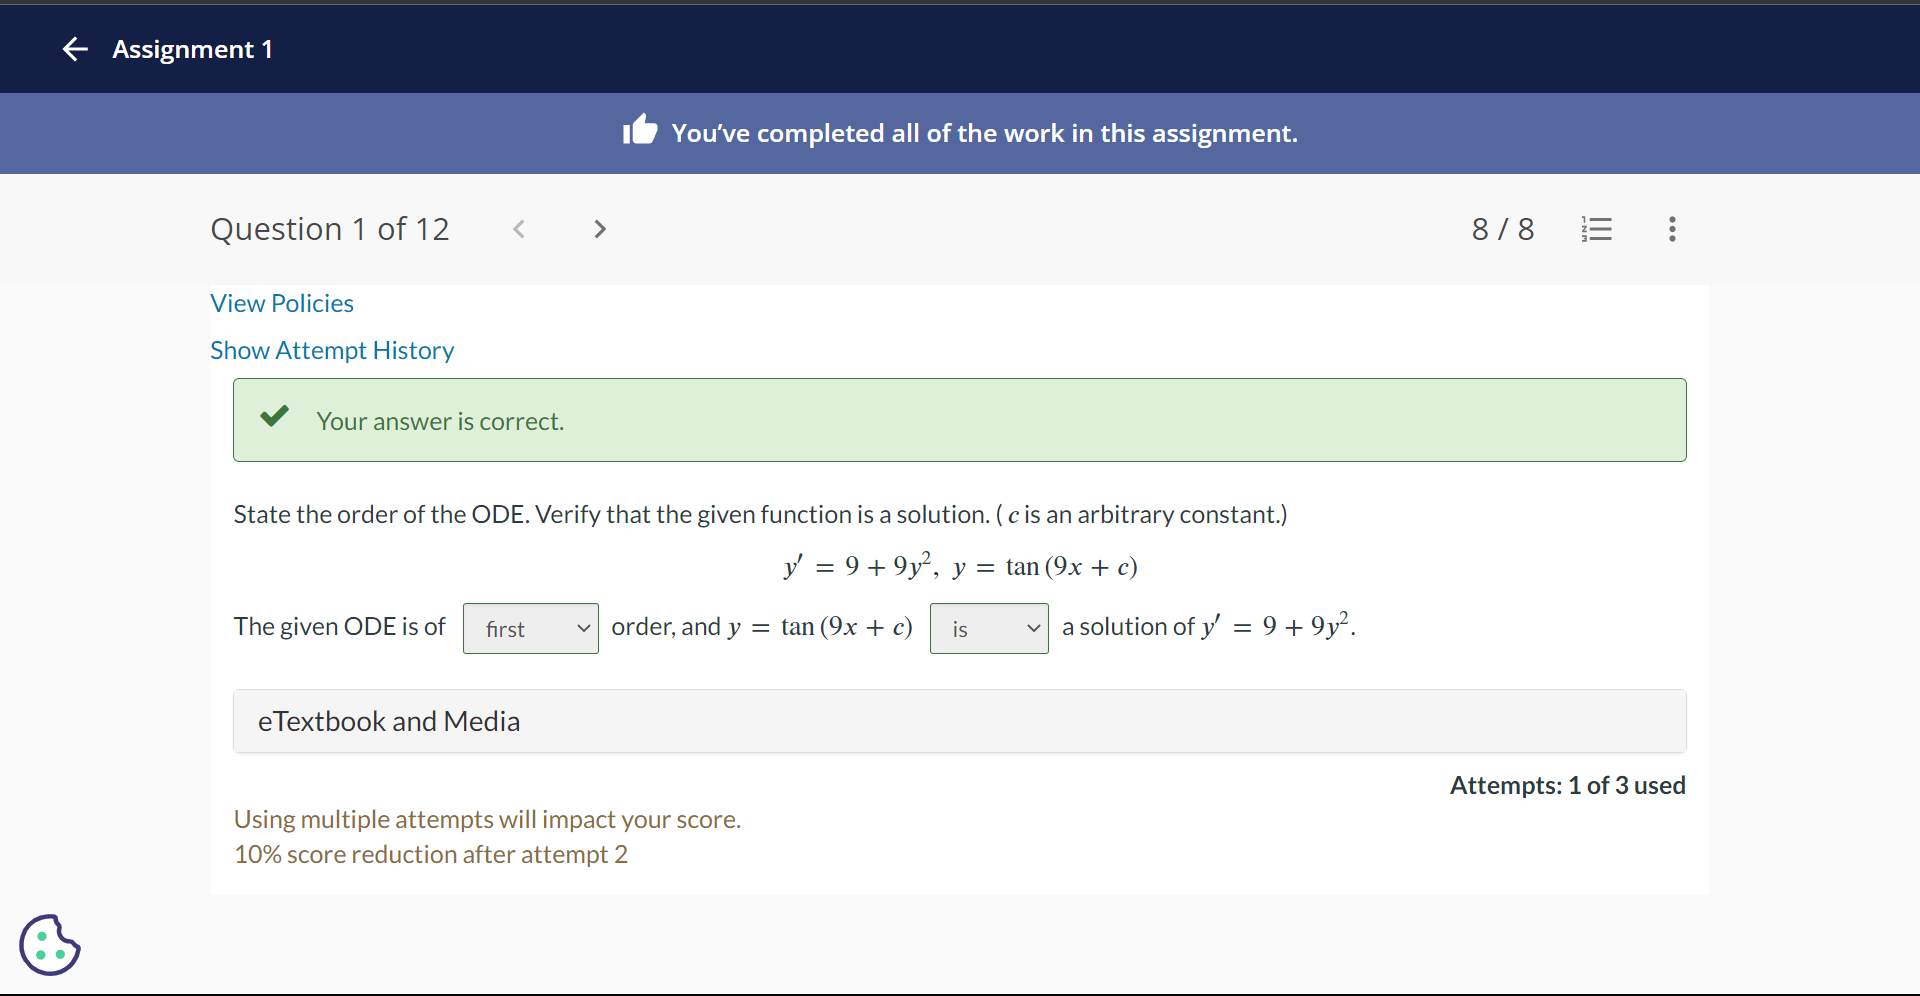 Assignment 1
You've completed all of the work in this assignment.
Question 1 of 12
8 / 8
View Policies
Show Attempt History
Your answer is correct.
State the order of the ODE. Verify that the given function is a solution. ( c is an arbitrary constant.)
y′ = 9 + 9y², y = tan (9x + c)
The given ODE is of first order, and y = tan (9x + c) is a solution of y′ = 9 + 9y².
eTextbook and Media
Attempts: 1 of 3 used
Using multiple attempts will impact your score.
10% score reduction after attempt 2